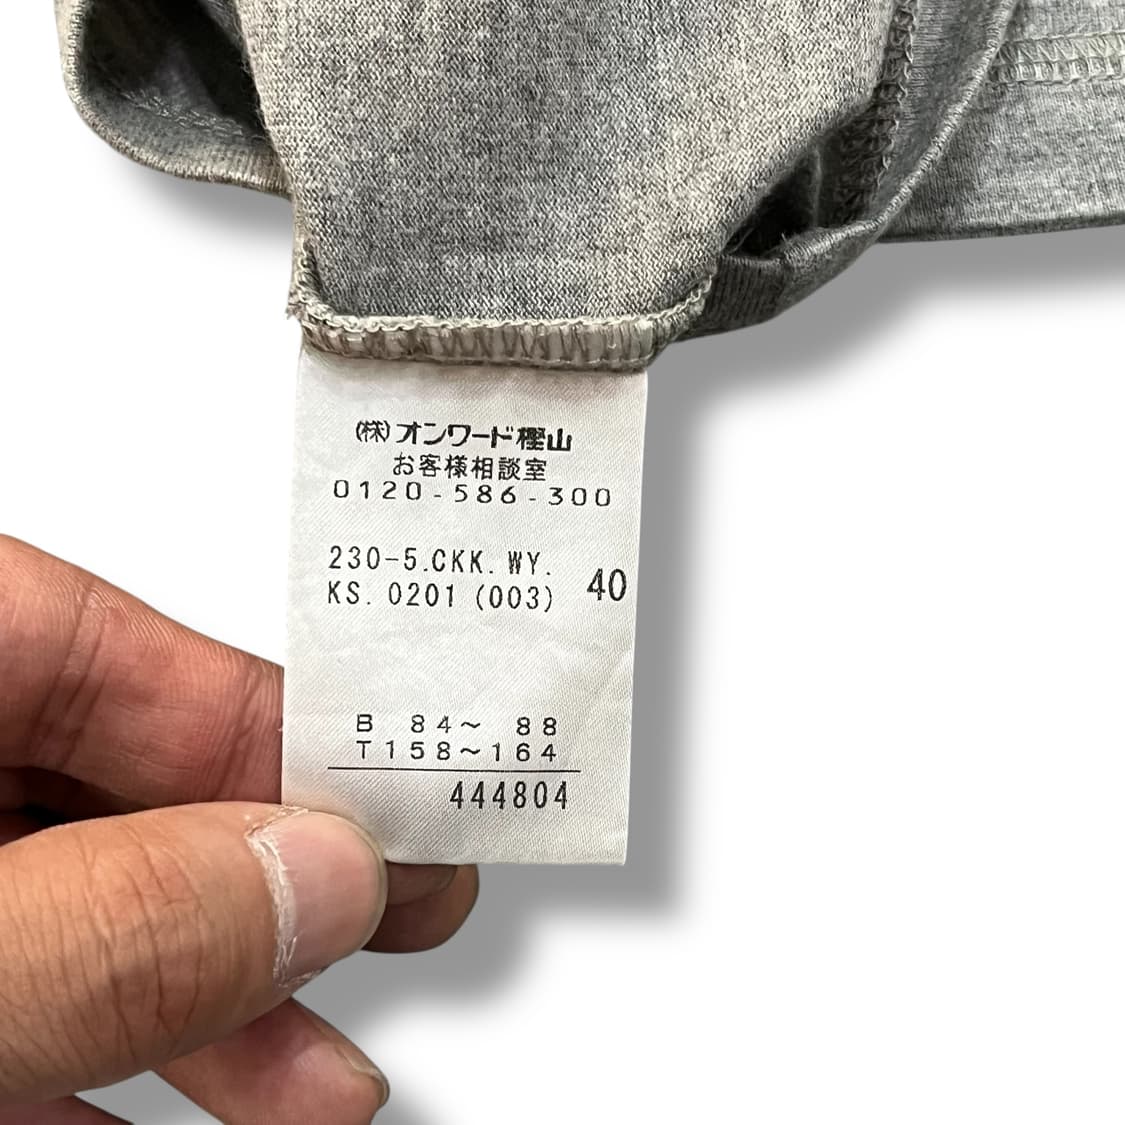 (株)オンワード樫山
お客様相談室
0120-586-300
230-5.CKK. WY.
KS. 0201 (003)
40
B 84～ 88
T158～164
444804